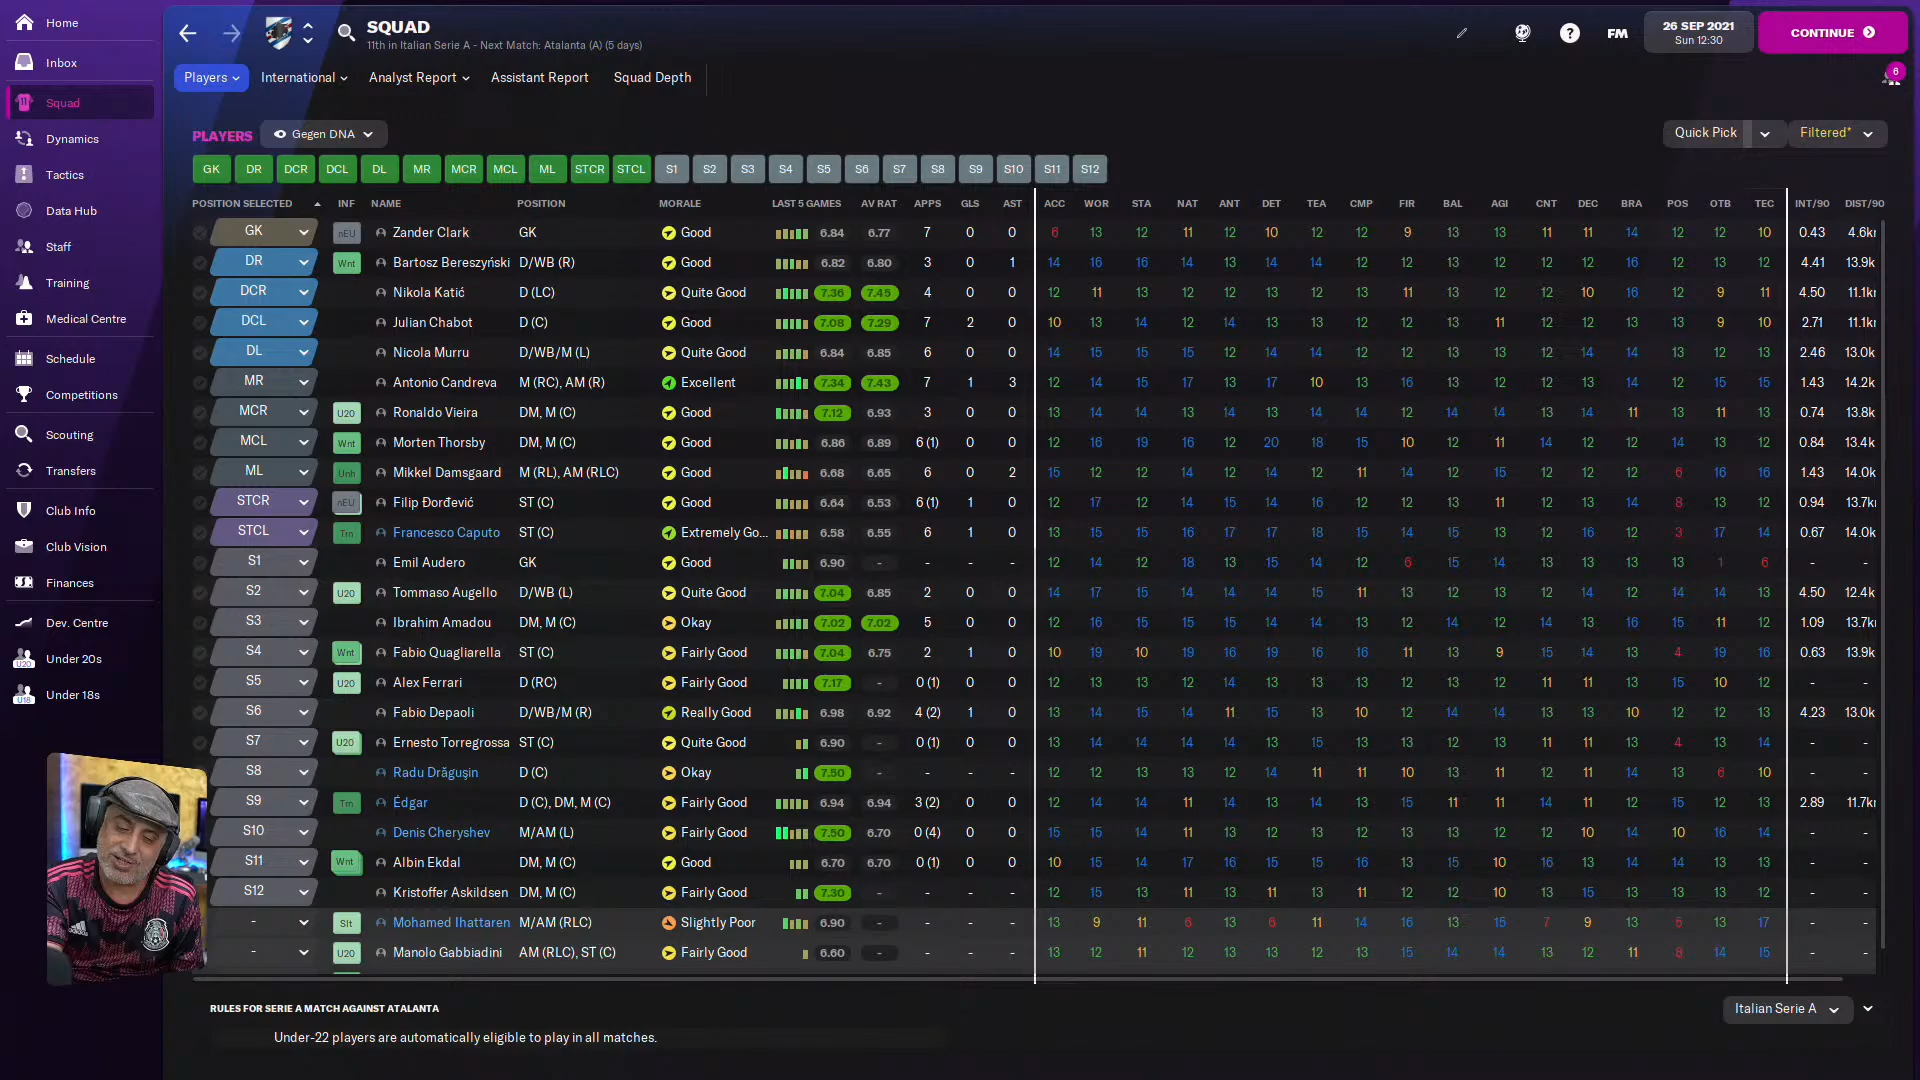 Home
SQUAD
11th in Italian Serie A - Next Match: Atalanta (A) (5 days)
FM
26 SEP 2021
Sun 12:30
CONTINUE
Inbox
Players International Analyst Report Assistant Report Squad Depth
6
Squad
Dynamics
Tactics
Data Hub
Staff
Training
Medical Centre
Schedule
Competitions
Scouting
Transfers
Club Info
Club Vision
Finances
Dev. Centre
U20 Under 20s
U18 Under 18s
PLAYERS Gegen DNA Quick Pick Filtered*
GK DR DCR DCL DL MR MCR MCL ML STCR STCL S1 S2 S3 S4 S5 S6 S7 S8 S9 S10 S11 S12
POSITION SELECTED INF NAME POSITION MORALE LAST 5 GAMES AV RAT APPS GLS AST ACC WOR STA NAT ANT DET TEA CMP FIR BAL AGI CNT DEC BRA POS OTB TEC INT/90 DIST/90
GK nEU Zander Clark GK Good 6.84 6.77 7 0 0 6 13 12 11 12 10 12 12 9 13 13 11 11 14 12 12 10 0.43 4.6k
DR Wnt Bartosz Bereszyński D/WB (R) Good 6.82 6.80 3 0 1 14 16 16 14 13 14 14 12 12 13 12 12 12 16 12 13 12 4.41 13.9k
DCR Nikola Katić D (LC) Quite Good 7.36 7.45 4 0 0 12 11 13 12 12 13 12 13 11 13 12 12 10 16 12 9 11 4.50 11.1k
DCL Julian Chabot D (C) Good 7.08 7.29 7 2 0 10 13 14 12 14 13 13 12 12 13 11 12 12 13 13 9 10 2.71 11.1k
DL Nicola Murru D/WB/M (L) Quite Good 6.84 6.85 6 0 0 14 15 15 15 12 14 14 12 12 13 13 12 14 14 13 12 13 2.46 13.0k
MR Antonio Candreva M (RC), AM (R) Excellent 7.34 7.43 7 1 3 12 14 15 17 13 17 10 13 16 13 12 12 13 14 12 15 15 1.43 14.2k
MCR U20 Ronaldo Vieira DM, M (C) Good 7.12 6.93 3 0 0 13 14 14 13 14 13 14 14 12 14 14 13 14 11 13 11 13 0.74 13.8k
MCL Wnt Morten Thorsby DM, M (C) Good 6.86 6.89 6 (1) 0 0 12 16 19 16 12 20 18 15 10 12 11 14 12 12 14 13 12 0.84 13.4k
ML Unh Mikkel Damsgaard M (RL), AM (RLC) Good 6.68 6.65 6 0 2 15 12 12 14 12 14 12 11 14 12 15 12 12 12 6 16 16 1.43 14.0k
STCR nEU Filip Đorđević ST (C) Good 6.64 6.53 6 (1) 1 0 12 17 12 14 15 14 16 12 12 13 11 12 13 14 8 13 12 0.94 13.7k
STCL Trn Francesco Caputo ST (C) Extremely Go... 6.58 6.55 6 1 0 13 15 15 16 17 17 18 15 14 15 13 12 16 12 3 17 14 0.67 14.0k
S1 Emil Audero GK Good 6.90 - - - - 12 14 12 18 13 15 14 12 6 15 15 13 13 13 13 1 6 - -
S2 U20 Tommaso Augello D/WB (L) Quite Good 7.04 6.85 2 0 0 14 17 15 14 14 14 15 11 13 12 13 12 14 12 14 14 13 4.50 12.4k
S3 Ibrahim Amadou DM, M (C) Okay 7.02 7.02 5 0 0 12 16 15 15 15 14 14 13 12 14 12 14 13 16 15 11 12 1.09 13.7k
S4 Wnt Fabio Quagliarella ST (C) Fairly Good 7.04 6.75 2 1 0 10 19 10 19 16 19 16 16 11 13 9 15 14 13 4 19 16 0.63 13.9k
S5 U20 Alex Ferrari D (RC) Fairly Good 7.17 - 0 (1) 0 0 12 13 13 12 14 13 13 13 12 13 12 11 11 13 15 10 12 - -
S6 Fabio Depaoli D/WB/M (R) Really Good 6.98 6.92 4 (2) 1 0 13 14 15 14 11 15 13 10 12 14 14 13 13 10 12 12 13 4.23 13.0k
S7 U20 Ernesto Torregrossa ST (C) Quite Good 6.90 - 0 (1) 0 0 13 14 14 14 14 13 15 13 13 12 13 11 11 13 4 13 14 - -
S8 Radu Drăgușin D (C) Okay 7.50 - - - - 12 12 13 13 12 14 11 11 10 13 11 12 11 14 13 6 10 - -
S9 Trn Édgar D (C), DM, M (C) Fairly Good 6.94 6.94 3 (2) 0 0 12 14 14 11 14 13 14 13 15 11 11 14 11 12 15 12 13 2.89 11.7k
S10 Denis Cheryshev M/AM (L) Fairly Good 7.50 6.70 0 (4) 0 0 15 15 14 11 13 12 13 12 13 13 12 12 10 14 10 16 14 - -
S11 Wnt Albin Ekdal DM, M (C) Good 6.70 6.70 0 (1) 0 0 10 15 14 17 16 15 15 16 13 15 10 16 13 14 14 13 13 - -
S12 Kristoffer Askildsen DM, M (C) Fairly Good 7.30 - - - - 12 15 13 11 13 11 13 11 12 12 10 13 15 13 13 13 12 - -
- Slt Mohamed Ihattaren M/AM (RLC) Slightly Poor 6.90 - - - - 13 9 11 6 13 6 11 14 16 13 15 7 9 13 6 13 17 - -
- U20 Manolo Gabbiadini AM (RLC), ST (C) Fairly Good 6.60 - - - - 13 12 11 12 13 13 12 13 15 14 14 13 12 11 8 14 15 - -
RULES FOR SERIE A MATCH AGAINST ATALANTA
Italian Serie A
Under-22 players are automatically eligible to play in all matches.